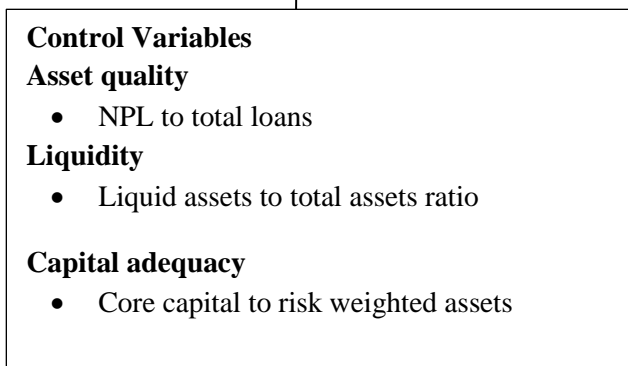 Control Variables
Asset quality
• NPL to total loans
Liquidity
• Liquid assets to total assets ratio
Capital adequacy
• Core capital to risk weighted assets